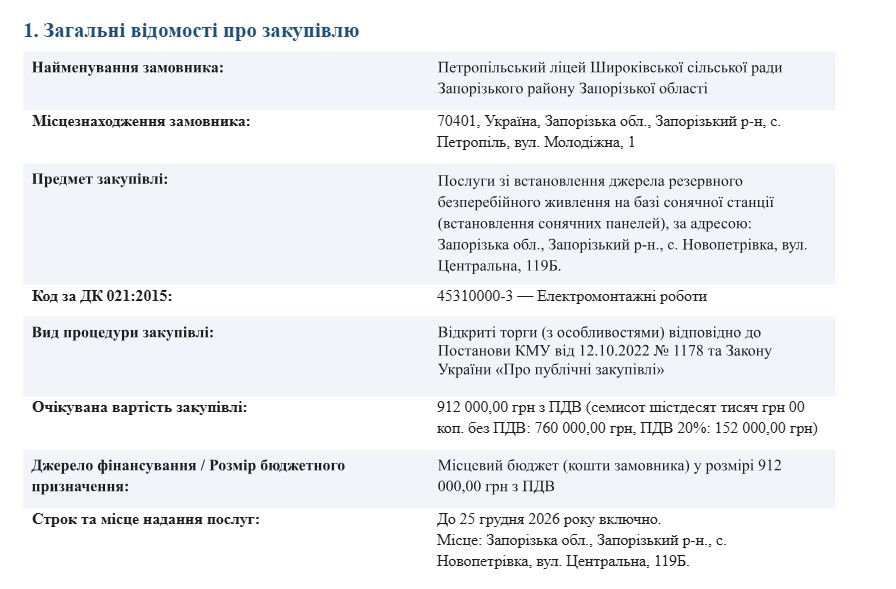 1. Загальні відомості про закупівлю
Найменування замовника:
Петропільський ліцей Широківської сільської ради
Запорізького району Запорізької області
Місцезнаходження замовника:
70401, Україна, Запорізька обл., Запорізький р-н, с.
Петропіль, вул. Молодіжна, 1
Предмет закупівлі:
Послуги зі встановлення джерела резервного
безперебійного живлення на базі сонячної станції
(встановлення сонячних панелей), за адресою:
Запорізька обл., Запорізький р-н., с. Новопетрівка, вул.
Центральна, 119Б.
Код за ДК 021:2015:
45310000-3 — Електромонтажні роботи
Вид процедури закупівлі:
Відкриті торги (з особливостями) відповідно до
Постанови КМУ від 12.10.2022 № 1178 та Закону
України «Про публічні закупівлі»
Очікувана вартість закупівлі:
912 000,00 грн з ПДВ (семисот шістдесят тисяч грн 00
коп. без ПДВ: 760 000,00 грн, ПДВ 20%: 152 000,00 грн)
Джерело фінансування / Розмір бюджетного
призначення:
Місцевий бюджет (кошти замовника) у розмірі 912
000,00 грн з ПДВ
Строк та місце надання послуг:
До 25 грудня 2026 року включно.
Місце: Запорізька обл., Запорізький р-н., с.
Новопетрівка, вул. Центральна, 119Б.